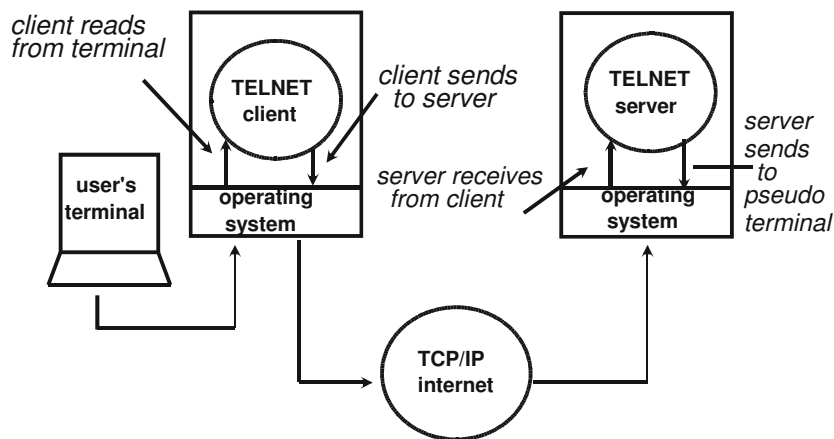 client reads
from terminal
TELNET
client
client sends
to server
TELNET
server
server
sends
to
pseudo
terminal
server receives
from client
user's
terminal
operating
system
operating
system
TCP/IP
internet